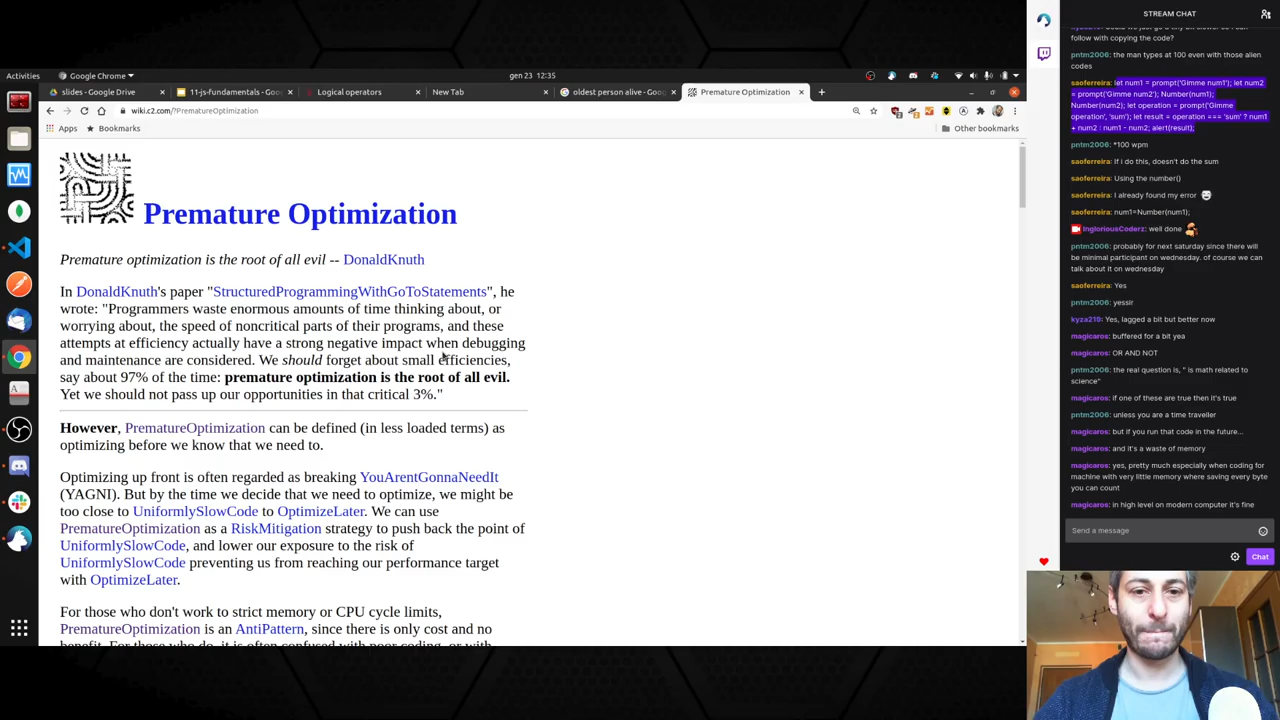 Activities
Google Chrome
gen 23 12:35
slides - Google Drive
11-js-fundamentals - Goo
Logical operators
New Tab
oldest person alive - Goog
Premature Optimization
wiki.c2.com/?PrematureOptimization
Apps
Bookmarks
Other bookmarks
Premature Optimization
Premature optimization is the root of all evil -- DonaldKnuth
In DonaldKnuth's paper "StructuredProgrammingWithGoToStatements", he
wrote: "Programmers waste enormous amounts of time thinking about, or
worrying about, the speed of noncritical parts of their programs, and these
attempts at efficiency actually have a strong negative impact when debugging
and maintenance are considered. We should forget about small efficiencies,
say about 97% of the time: premature optimization is the root of all evil.
Yet we should not pass up our opportunities in that critical 3%."
However, PrematureOptimization can be defined (in less loaded terms) as
optimizing before we know that we need to.
Optimizing up front is often regarded as breaking YouArentGonnaNeedIt
(YAGNI). But by the time we decide that we need to optimize, we might be
too close to UniformlySlowCode to OptimizeLater. We can use
PrematureOptimization as a RiskMitigation strategy to push back the point of
UniformlySlowCode, and lower our exposure to the risk of
UniformlySlowCode preventing us from reaching our performance target
with OptimizeLater.
For those who don't work to strict memory or CPU cycle limits,
PrematureOptimization is an AntiPattern, since there is only cost and no
STREAM CHAT
follow with copying the code?
pntm2006: the man types at 100 even with those alien
codes
saoferreira: let num1 = prompt('Gimme num1'); let num2
= prompt('Gimme num2'); Number(num1);
Number(num2); let operation = prompt('Gimme
operation', 'sum'); let result = operation === 'sum' ? num1
+ num2 : num1 - num2; alert(result);
pntm2006: *100 wpm
saoferreira: If i do this, doesn't do the sum
saoferreira: Using the number()
saoferreira: I already found my error
saoferreira: num1=Number(num1);
IngloriousCoderz: well done
pntm2006: probably for next saturday since there will
be minimal participant on wednesday. of course we can
talk about it on wednesday
saoferreira: Yes
pntm2006: yessir
kyza219: Yes, lagged a bit but better now
magicaros: buffered for a bit yea
magicaros: OR AND NOT
pntm2006: the real question is, " is math related to
science"
magicaros: if one of these are true then it's true
pntm2006: unless you are a time traveller
magicaros: but if you run that code in the future...
magicaros: and it's a waste of memory
magicaros: yes, pretty much especially when coding for
machine with very little memory where saving every byte
you can count
magicaros: in high level on modern computer it's fine
Send a message
Chat